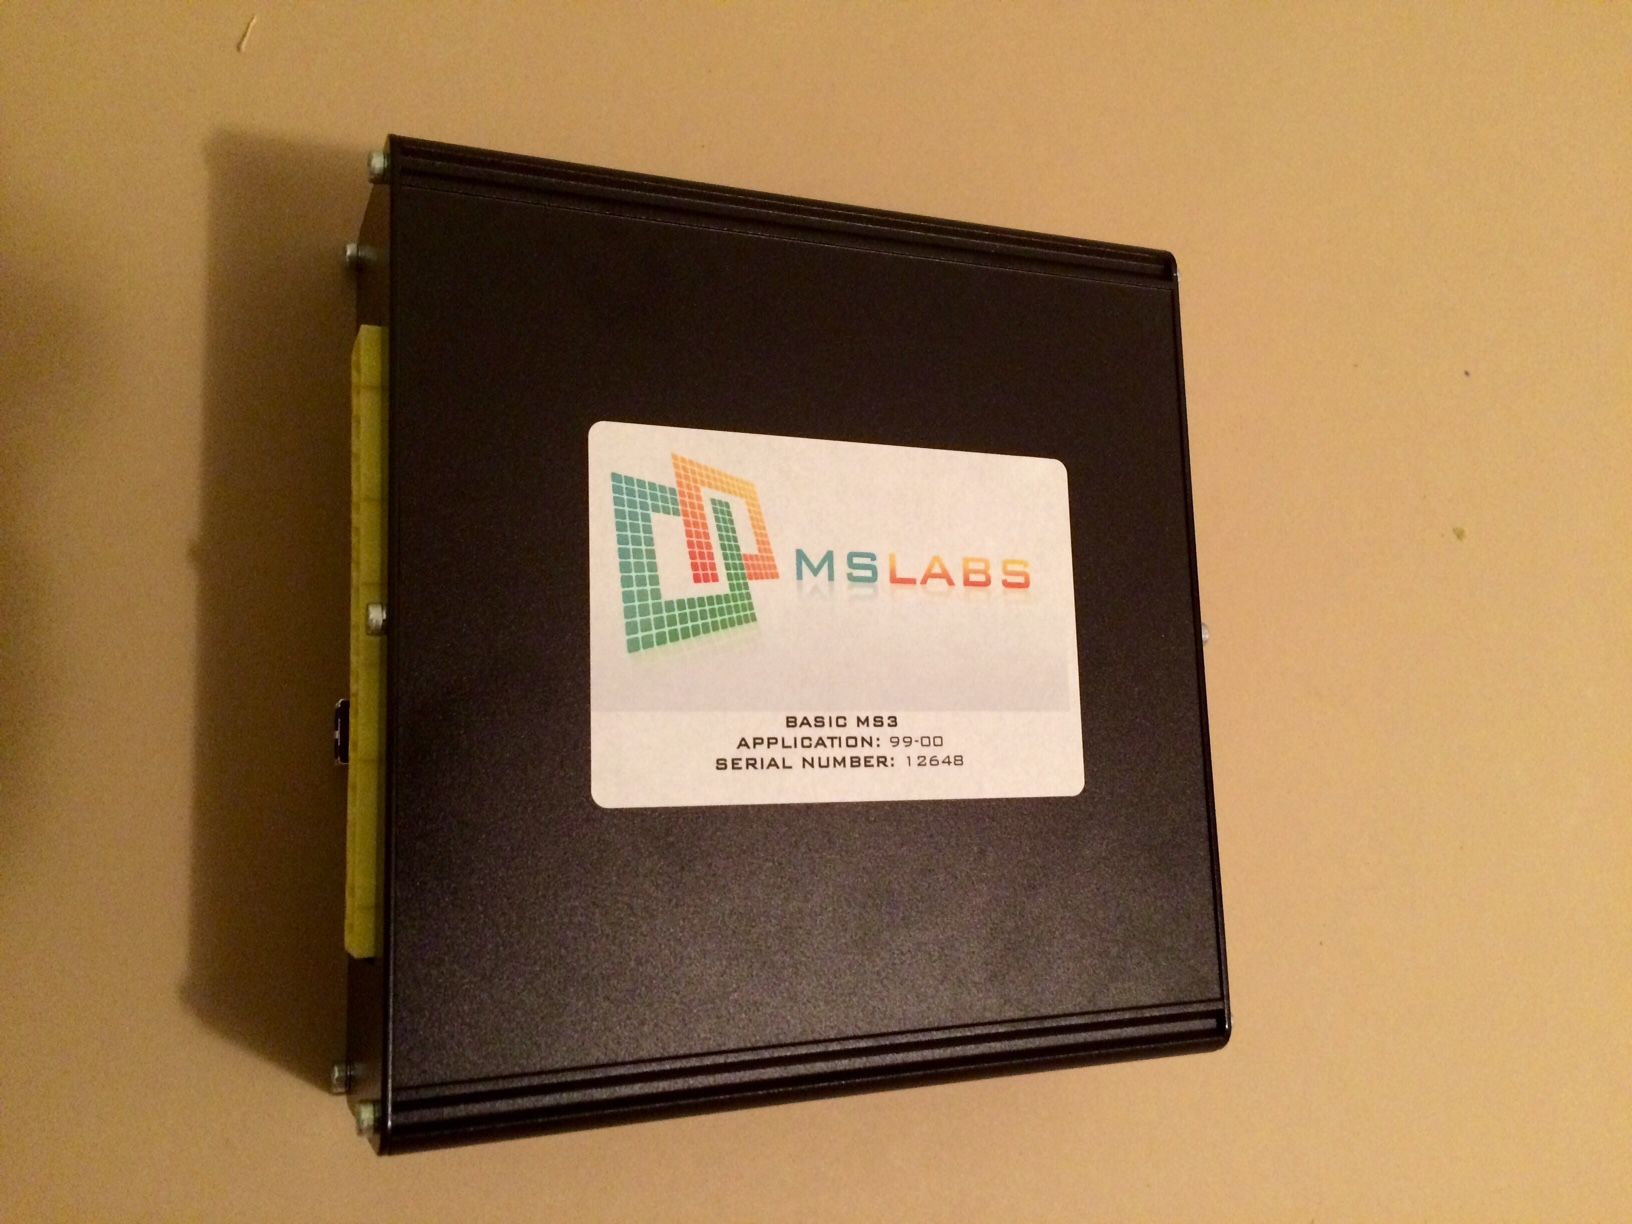 MSLABS
BASIC MS3
APPLICATION: 99-00
SERIAL NUMBER: 12648